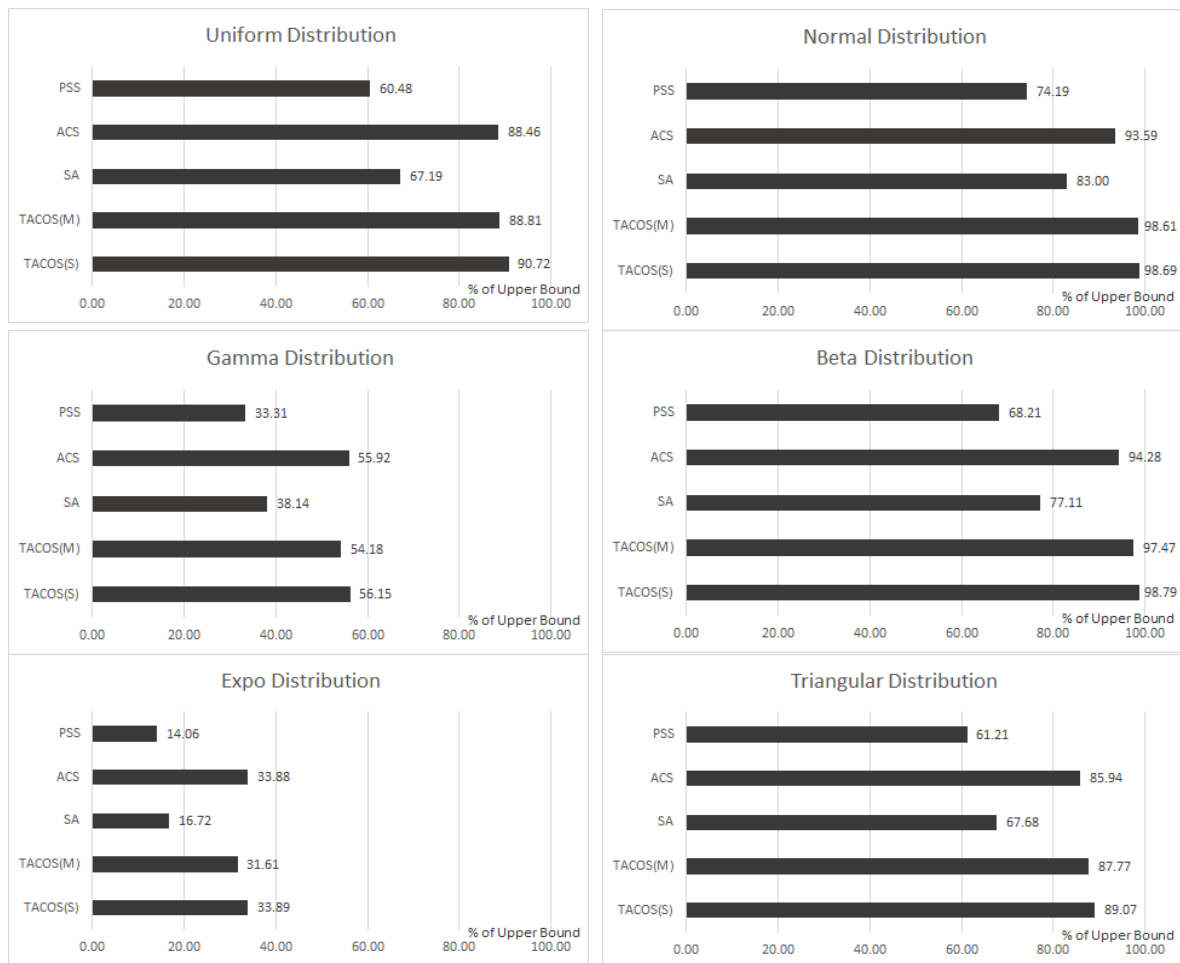 Uniform Distribution
PSS 60.48
ACS 88.46
SA 67.19
TACOS(M) 88.81
TACOS(S) 90.72
% of Upper Bound
0.00 20.00 40.00 60.00 80.00 100.00
Normal Distribution
PSS 74.19
ACS 93.59
SA 83.00
TACOS(M) 98.61
TACOS(S) 98.69
% of Upper Bound
0.00 20.00 40.00 60.00 80.00 100.00
Gamma Distribution
PSS 33.31
ACS 55.92
SA 38.14
TACOS(M) 54.18
TACOS(S) 56.15
% of Upper Bound
0.00 20.00 40.00 60.00 80.00 100.00
Beta Distribution
PSS 68.21
ACS 94.28
SA 77.11
TACOS(M) 97.47
TACOS(S) 98.79
% of Upper Bound
0.00 20.00 40.00 60.00 80.00 100.00
Expo Distribution
PSS 14.06
ACS 33.88
SA 16.72
TACOS(M) 31.61
TACOS(S) 33.89
% of Upper Bound
0.00 20.00 40.00 60.00 80.00 100.00
Triangular Distribution
PSS 61.21
ACS 85.94
SA 67.68
TACOS(M) 87.77
TACOS(S) 89.07
% of Upper Bound
0.00 20.00 40.00 60.00 80.00 100.00